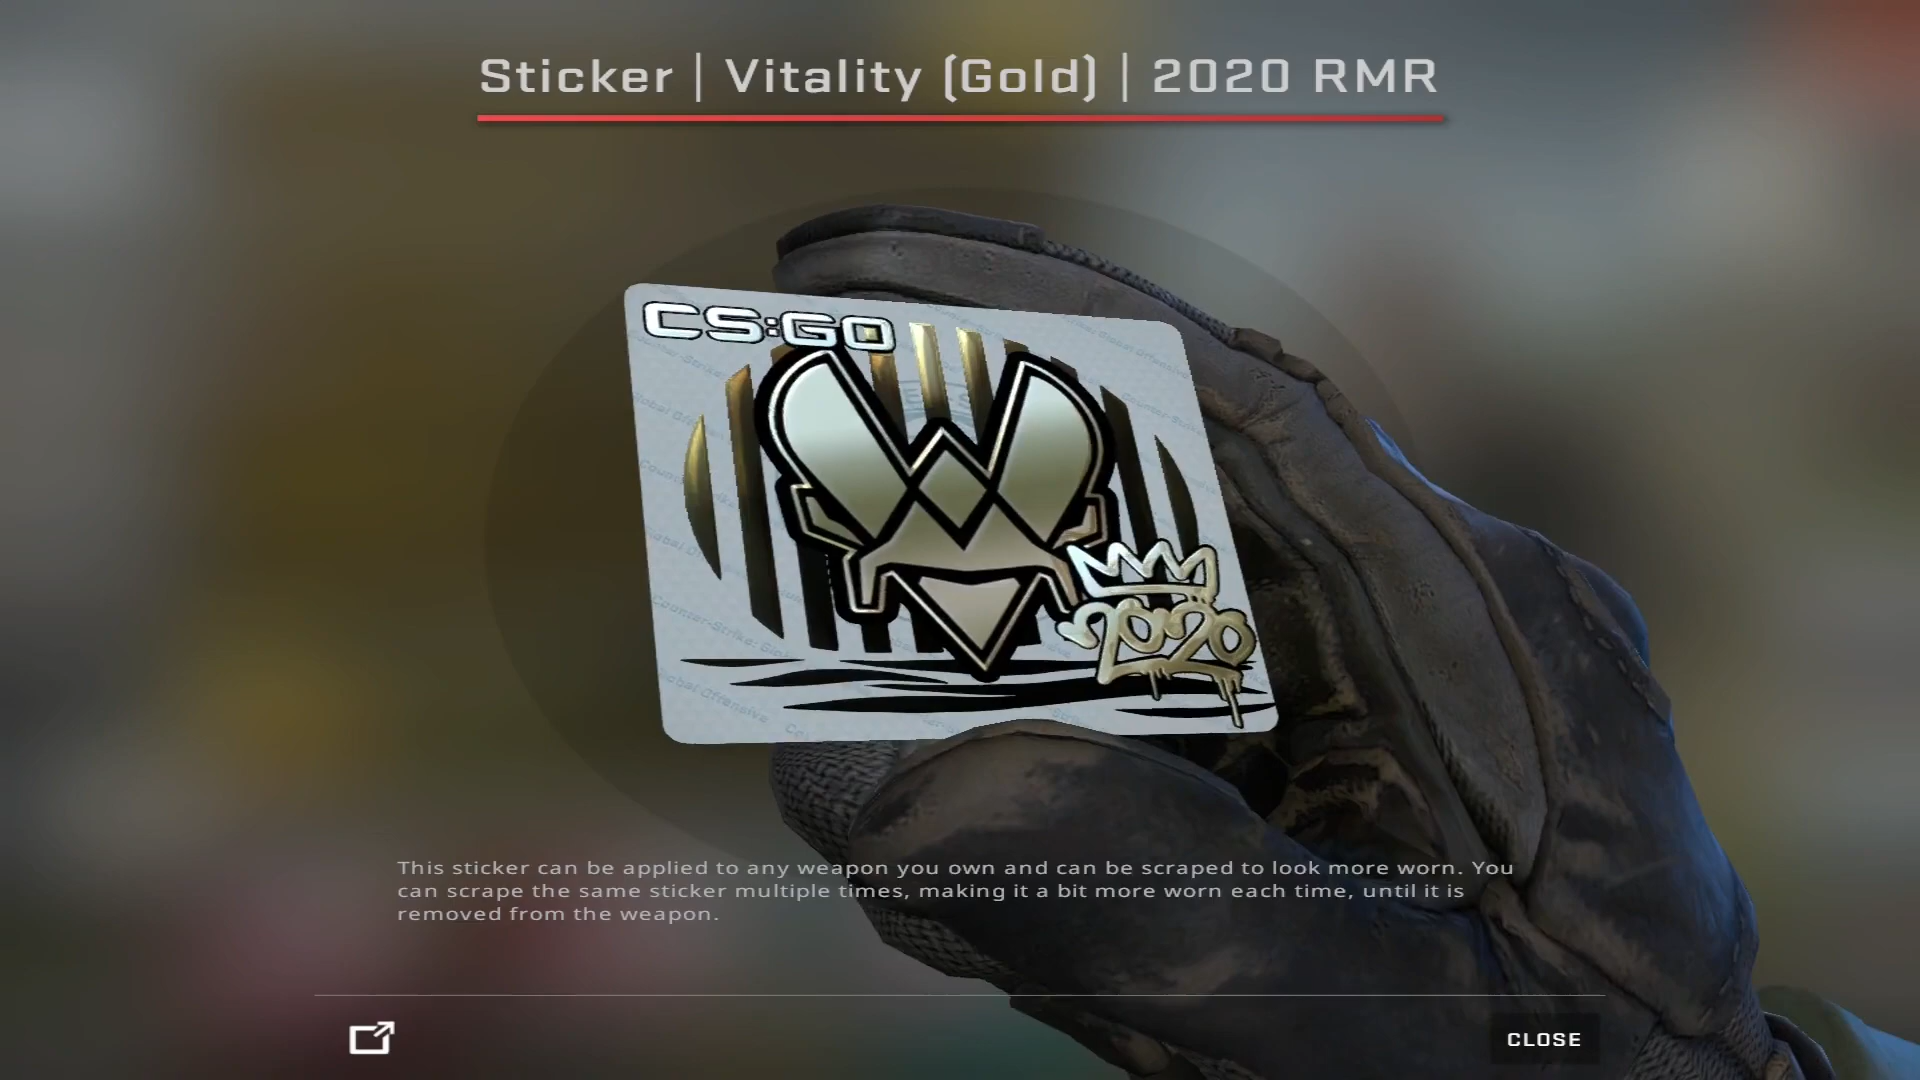 Sticker | Vitality (Gold) | 2020 RMR
CS:GO
2020
This sticker can be applied to any weapon you own and can be scraped to look more worn. You
can scrape the same sticker multiple times, making it a bit more worn each time, until it is
removed from the weapon.
CLOSE